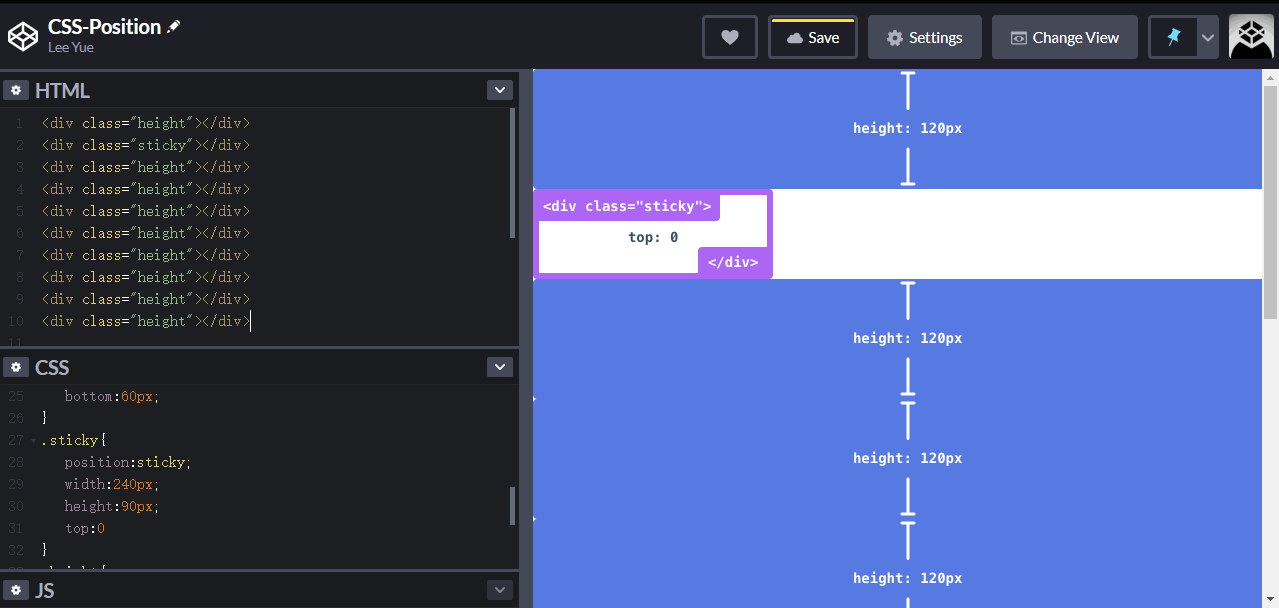 CSS-Position
Lee Yue
Save
Settings
Change View
HTML
1 <div class="height"></div>
2 <div class="sticky"></div>
3 <div class="height"></div>
4 <div class="height"></div>
5 <div class="height"></div>
6 <div class="height"></div>
7 <div class="height"></div>
8 <div class="height"></div>
9 <div class="height"></div>
10 <div class="height"></div>
11
CSS
25 bottom:60px;
26 }
27 .sticky{
28 position:sticky;
29 width:240px;
30 height:90px;
31 top:0
32 }
JS
height: 120px
<div class="sticky">
top: 0
</div>
height: 120px
height: 120px
height: 120px